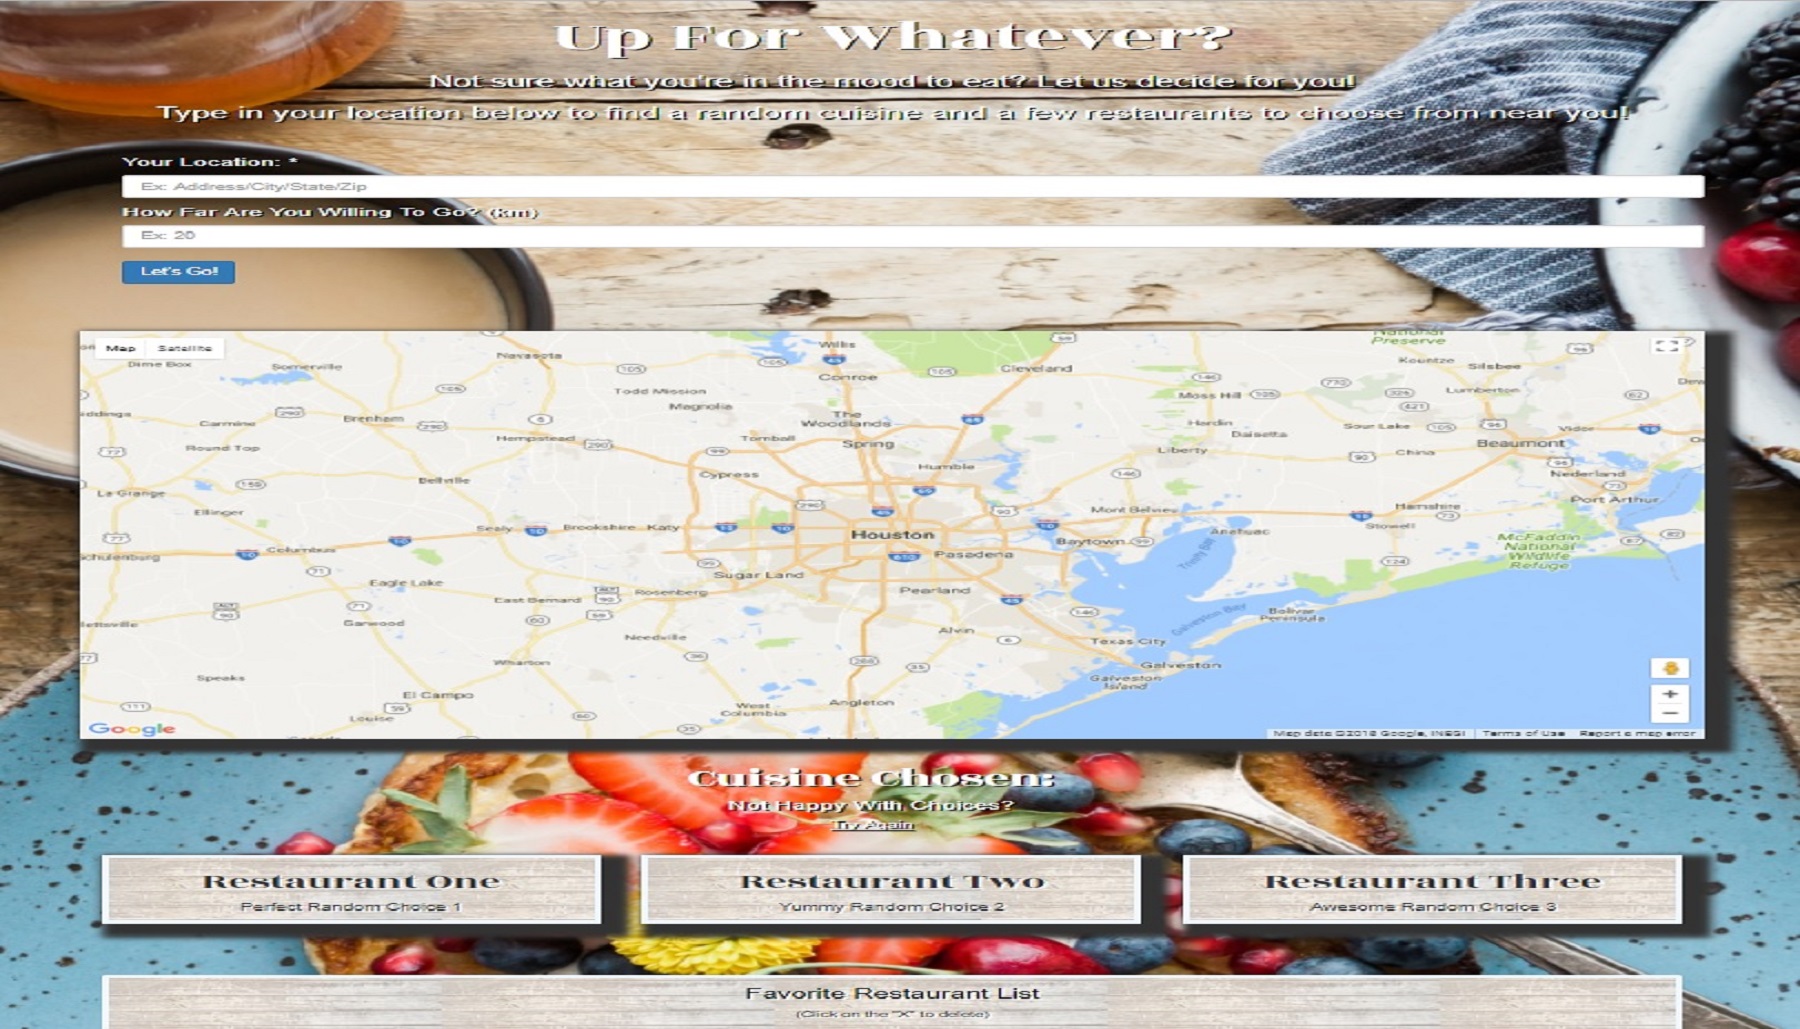 Up For Whatever?
Not sure what you're in the mood to eat? Let us decide for you!
Type in your location below to find a random cuisine and a few restaurants to choose from near you!
Your Location: *
Ex: Address/City/State/Zip
How Far Are You Willing To Go? (km)
Ex: 20
Let's Go!
Map Satellite
Willis
National
Preserve
Dime Box
Somerville
Navasota
Conroe
Cleveland
Kountze
Silsbee
Todd Mission
Magnolia
Moss Hill
Lumberton
Carmine
Brenham
The
Woodlands
Hardin
Sour Lake
Vidor
Round Top
Hempstead
Tomball
Spring
Daisetta
Beaumont
Liberty
China
Cypress
Humble
Nederland
Bellville
La Grange
Port Arthur
Ellinger
Mont Belvieu
Hamshire
Sealy
Brookshire
Katy
Houston
Anahuac
Stowell
Columbus
Pasadena
Baytown
McFaddin
National
Wildlife
Refuge
Schulenburg
Trinity Bay
Eagle Lake
Sugar Land
East Bernard
Rosenberg
Pearland
Galveston Bay
Bolivar
Peninsula
Garwood
Needville
Alvin
Texas City
Wharton
Galveston
Speaks
Galveston
Island
El Campo
West
Columbia
Angleton
Louise
Google
Map data ©2018 Google, INEGI
Terms of Use
Report a map error
Cuisine Chosen:
Not Happy With Choices?
Try Again
Restaurant One
Perfect Random Choice 1
Restaurant Two
Yummy Random Choice 2
Restaurant Three
Awesome Random Choice 3
Favorite Restaurant List
(Click on the "X" to delete)